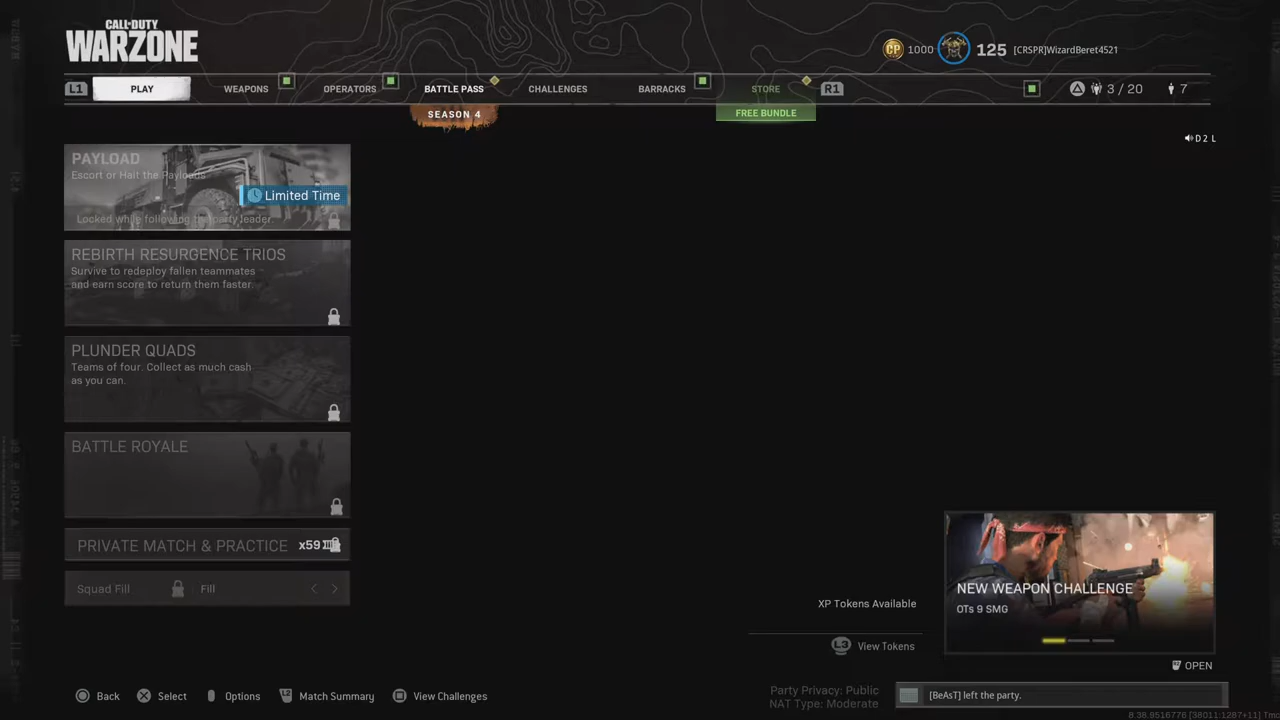 CALL OF DUTY
WARZONE
CP 1000 125 [CRSPR]WizardBeret4521
L1 PLAY WEAPONS OPERATORS BATTLE PASS CHALLENGES BARRACKS STORE R1 3 / 20 7
SEASON 4 FREE BUNDLE
D2 L
PAYLOAD
Escort or Halt the Payloads
Limited Time
Locked while following the party leader.
REBIRTH RESURGENCE TRIOS
Survive to redeploy fallen teammates
and earn score to return them faster.
PLUNDER QUADS
Teams of four. Collect as much cash
as you can.
BATTLE ROYALE
PRIVATE MATCH & PRACTICE x59
Squad Fill Fill
NEW WEAPON CHALLENGE
OTs 9 SMG
XP Tokens Available
L3 View Tokens
OPEN
Back Select Options Match Summary View Challenges
Party Privacy: Public
NAT Type: Moderate
[BeAsT] left the party.